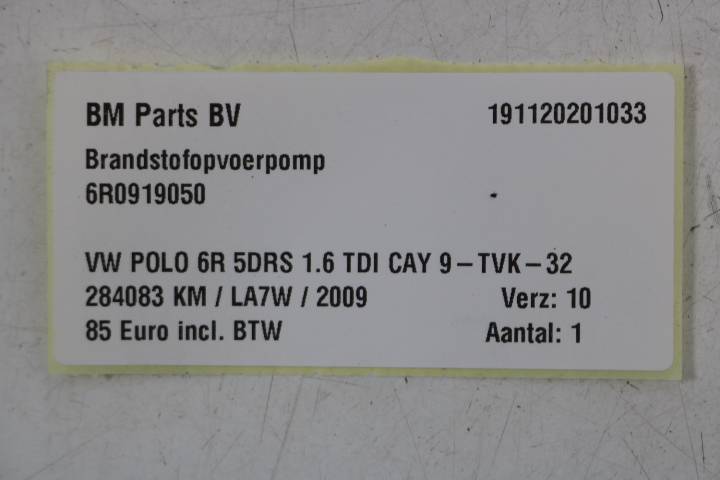 BM Parts BV 191120201033
Brandstofopvoerpomp
6R0919050
VW POLO 6R 5DRS 1.6 TDI CAY 9-TVK-32
284083 KM / LA7W / 2009 Verz: 10
85 Euro incl. BTW Aantal: 1